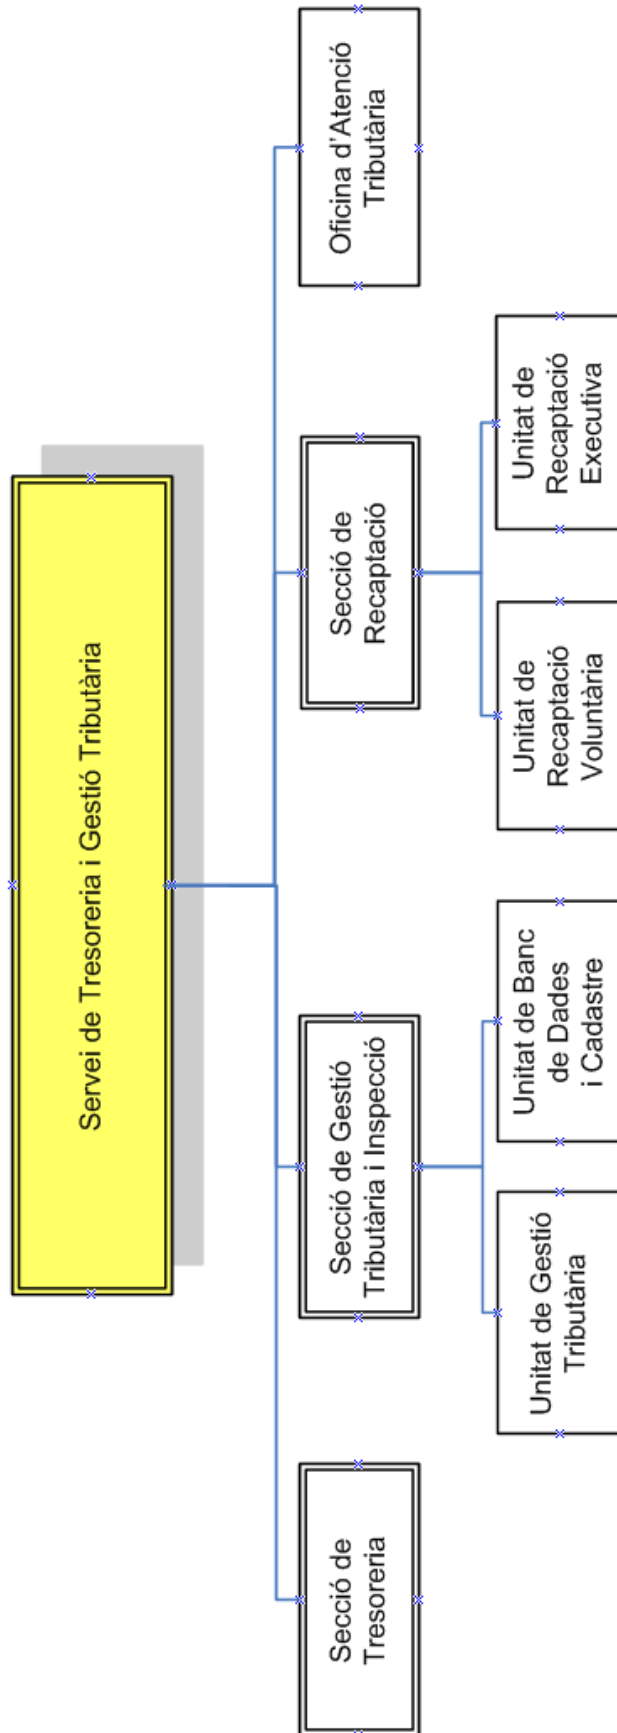 Servei de Tresoreria i Gestió Tributària
Secció de
Tresoreria
Secció de Gestió
Tributària i Inspecció
Secció de
Recaptació
Oficina d'Atenció
Tributària
Unitat de Gestió
Tributària
Unitat de Banc
de Dades
i Cadastre
Unitat de
Recaptació
Voluntària
Unitat de
Recaptació
Executiva